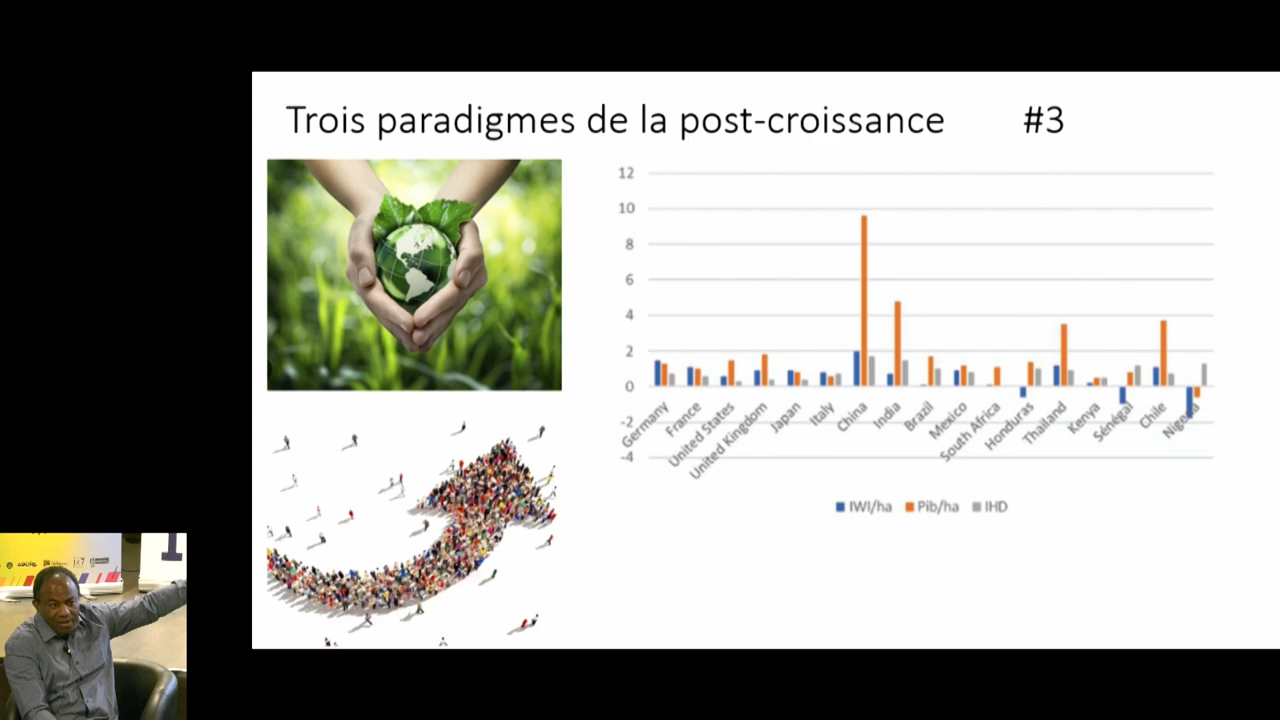 Trois paradigmes de la post-croissance #3
12
10
8
6
4
2
0
-2
-4
Germany
France
United States
United Kingdom
Japan
Italy
China
India
Brazil
Mexico
South Africa
Honduras
Thailand
Kenya
Sénégal
Chile
Nigeria
IWI/ha
Pib/ha
IHD